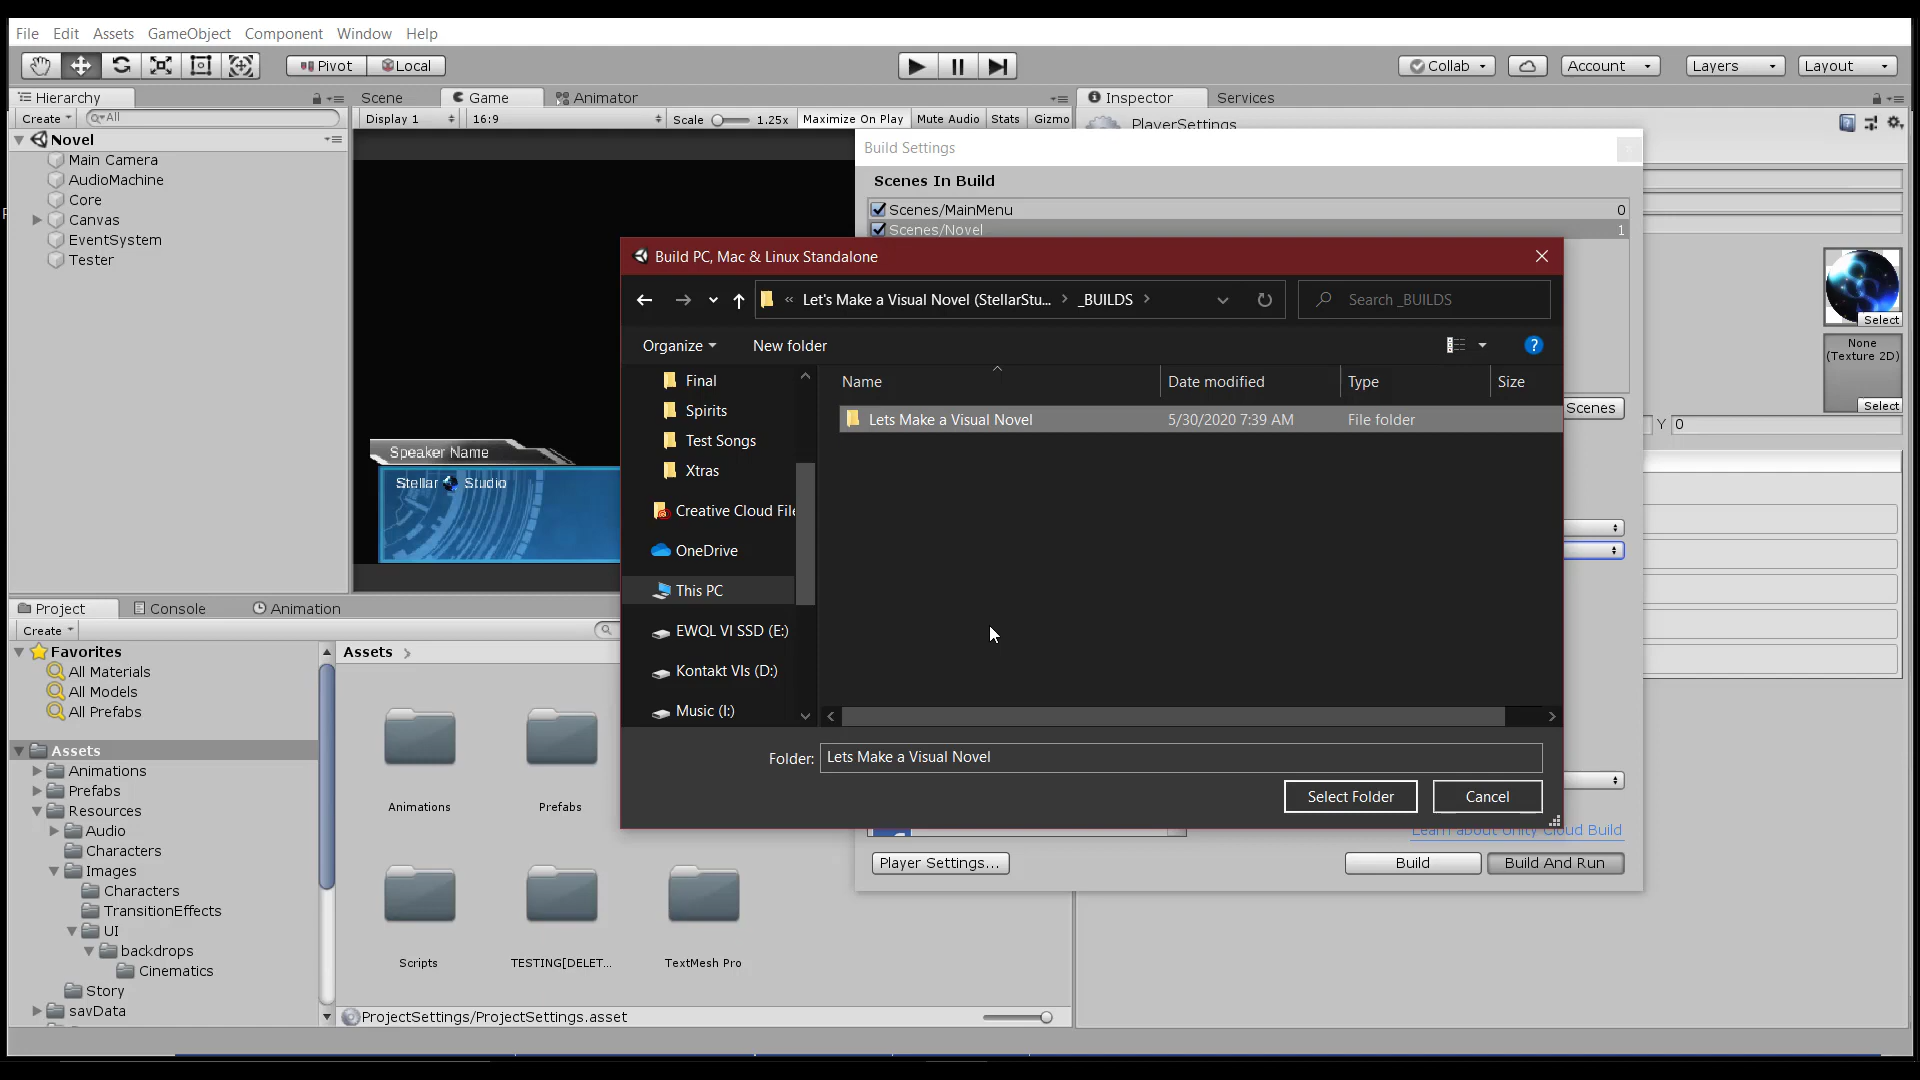 File Edit Assets GameObject Component Window Help
Pivot Local Collab Account Layers Layout
Hierarchy Scene Game Animator Inspector Services
Create All Display 1 16:9 Scale 1.25x Maximize On Play Mute Audio Stats Gizmo PlayerSettings
Novel
Main Camera
AudioMachine
Core
Canvas
EventSystem
Tester
Build Settings
Scenes In Build
Scenes/MainMenu 0
Scenes/Novel 1
Build PC, Mac & Linux Standalone
« Let's Make a Visual Novel (StellarStu... > _BUILDS > Search _BUILDS
Organize New folder
Name Date modified Type Size
Lets Make a Visual Novel 5/30/2020 7:39 AM File folder
Final
Spirits
Test Songs
Xtras
Creative Cloud File
OneDrive
This PC
EWQL VI SSD (E:)
Kontakt VIs (D:)
Music (I:)
Folder: Lets Make a Visual Novel
Select Folder Cancel
Select
None
(Texture 2D)
Select
Scenes
Y 0
Speaker Name
Stellar Studio
Learn about Unity Cloud Build
Player Settings... Build Build And Run
Project Console Animation
Create
Favorites
All Materials
All Models
All Prefabs
Assets
Animations
Prefabs
Resources
Audio
Characters
Images
Characters
TransitionEffects
UI
backdrops
Cinematics
Story
savData
Assets
Animations Prefabs
Scripts TESTING[DELET... TextMesh Pro
ProjectSettings/ProjectSettings.asset